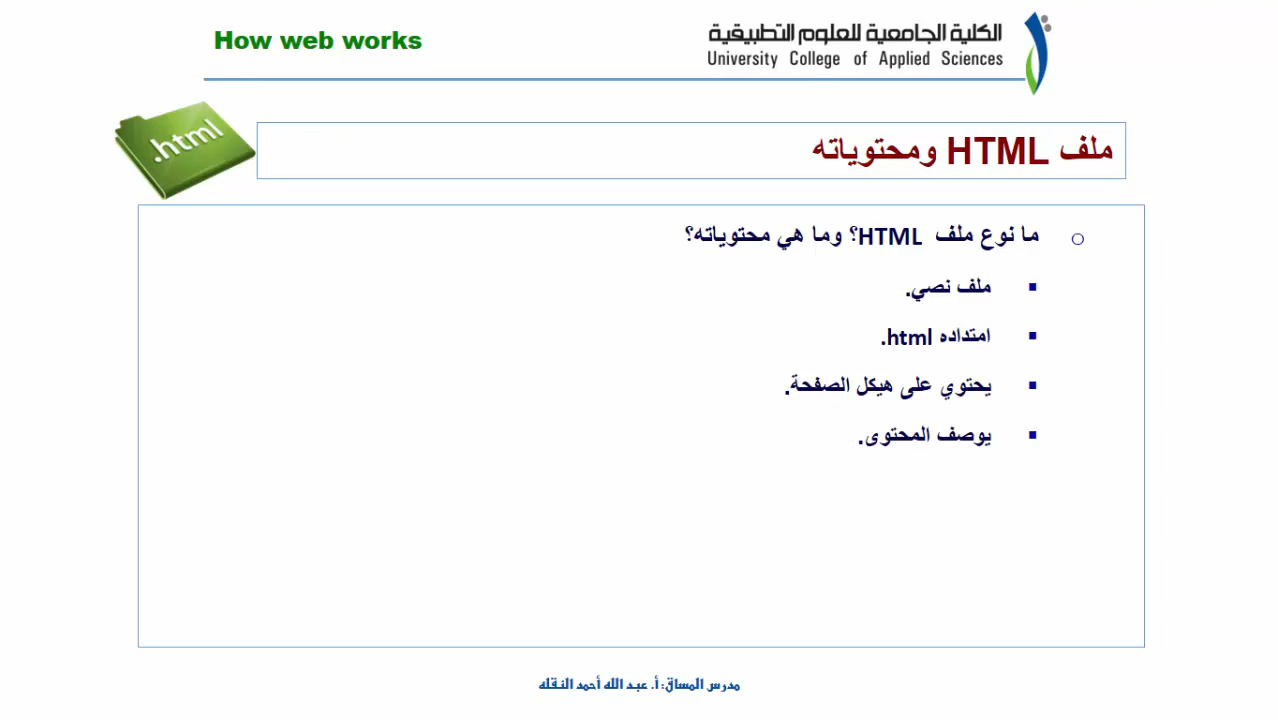 How web works
الكلية الجامعية للعلوم التطبيقية
University College of Applied Sciences
.html
ملف HTML ومحتوياته
ما نوع ملف HTML؟ وما هي محتوياته؟
ملف نصي.
امتداده html.
يحتوي على هيكل الصفحة.
يوصف المحتوى.
مدرس المساق: أ. عبد الله أحمد النقله